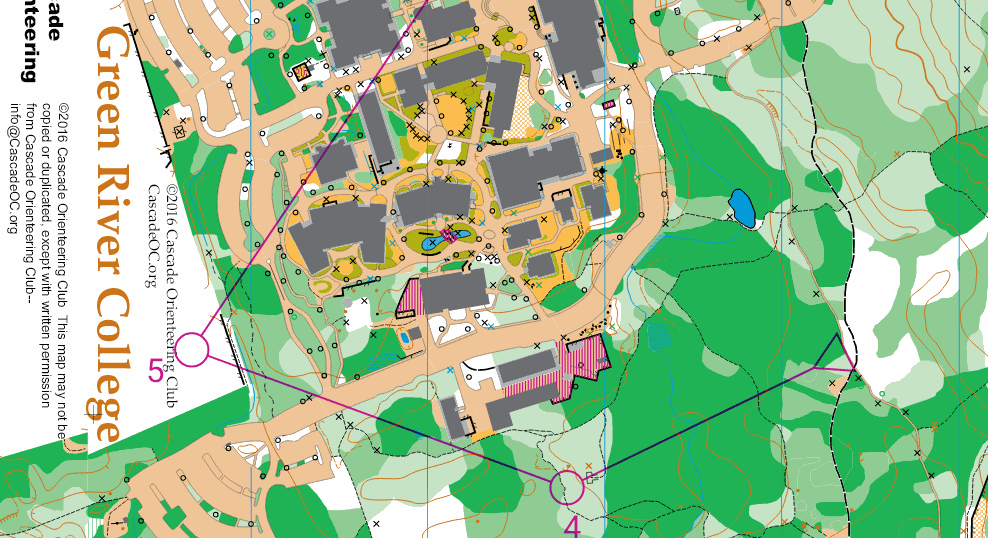 ade
nteering
©2016 Cascade Orienteering Club  This map may not be
copied or duplicated, except with written permission
from Cascade Orienteering Club--
info@CascadeOC.org
Green River College
©2016 Cascade Orienteering Club
CascadeOC.org
5
4